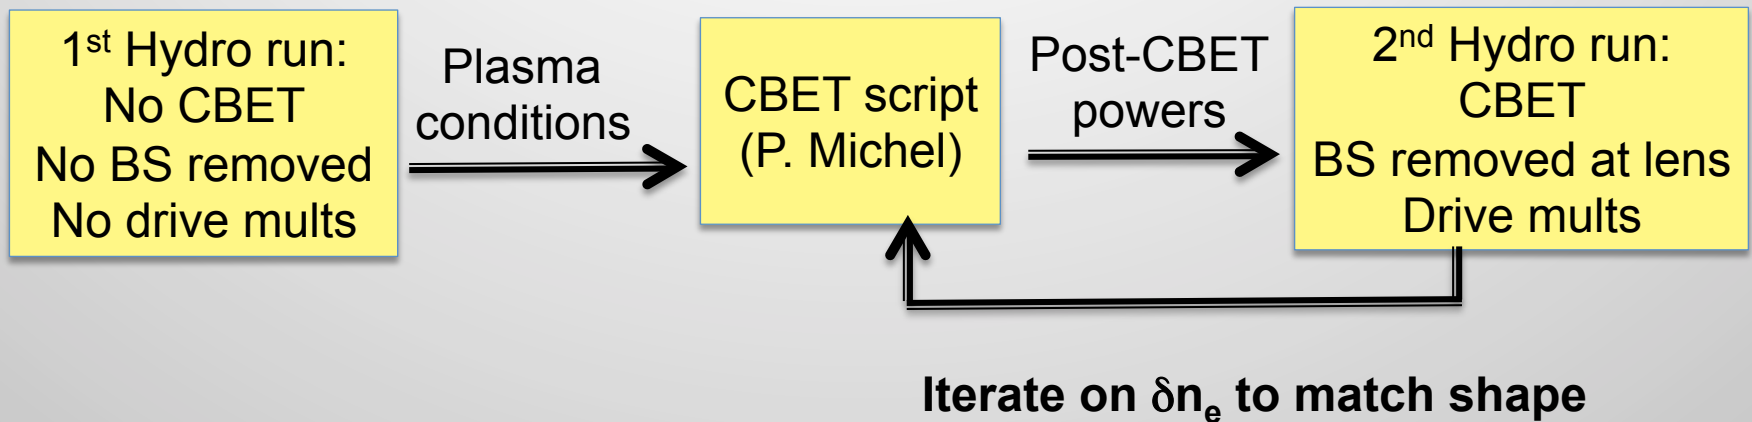 1st Hydro run:
No CBET
No BS removed
No drive mults
Plasma
conditions
CBET script
(P. Michel)
Post-CBET
powers
2nd Hydro run:
CBET
BS removed at lens
Drive mults
Iterate on δne to match shape